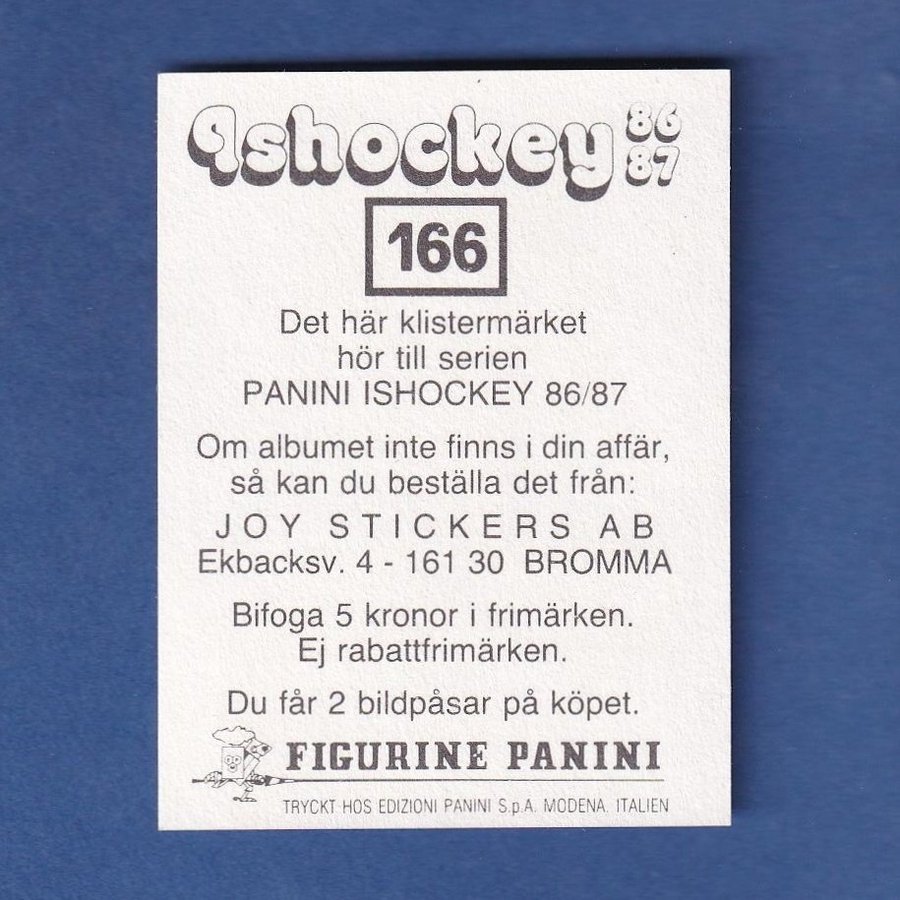 Ishockey 86
87
166
Det här klistermärket
hör till serien
PANINI ISHOCKEY 86/87
Om albumet inte finns i din affär,
så kan du beställa det från:
JOY STICKERS AB
Ekbacksv. 4 - 161 30 BROMMA
Bifoga 5 kronor i frimärken.
Ej rabattfrimärken.
Du får 2 bildpåsar på köpet.
FIGURINE PANINI
TRYCKT HOS EDIZIONI PANINI S.p.A. MODENA. ITALIEN